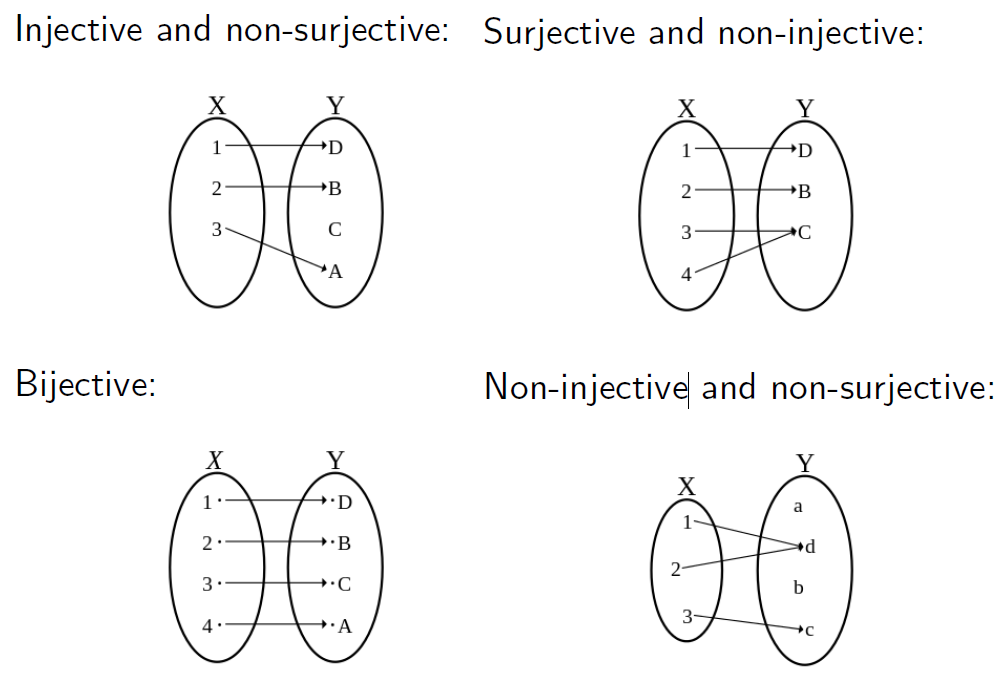 Injective and non-surjective:
X Y
1 D
2 B
3 C
A
Surjective and non-injective:
X Y
1 D
2 B
3 C
4
Bijective:
X Y
1 D
2 B
3 C
4 A
Non-injective and non-surjective:
X Y
a
1 d
2 b
3 c